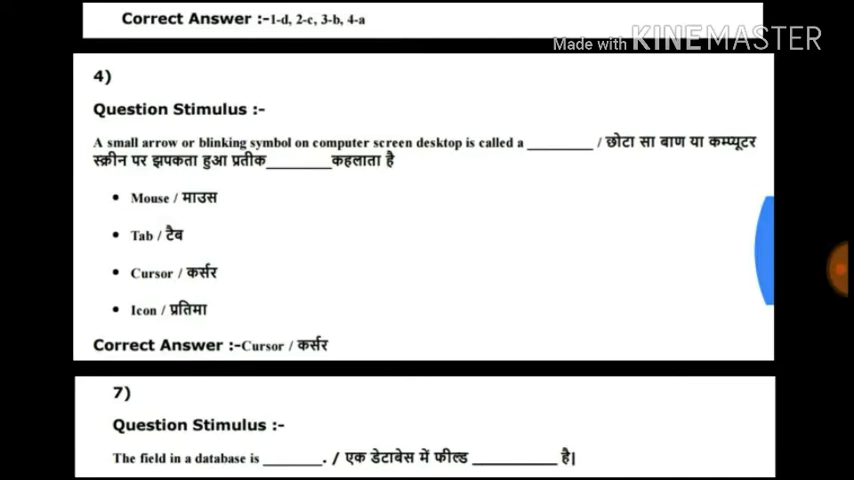 Correct Answer :-1-d, 2-c, 3-b, 4-a
Made with KINEMASTER
4)
Question Stimulus :-
A small arrow or blinking symbol on computer screen desktop is called a _________ / छोटा सा बाण या कम्प्यूटर
स्क्रीन पर झपकता हुआ प्रतीक_________कहलाता है
• Mouse / माउस
• Tab / टैब
• Cursor / कर्सर
• Icon / प्रतिमा
Correct Answer :-Cursor / कर्सर
7)
Question Stimulus :-
The field in a database is ________. / एक डेटाबेस में फील्ड ___________ है|